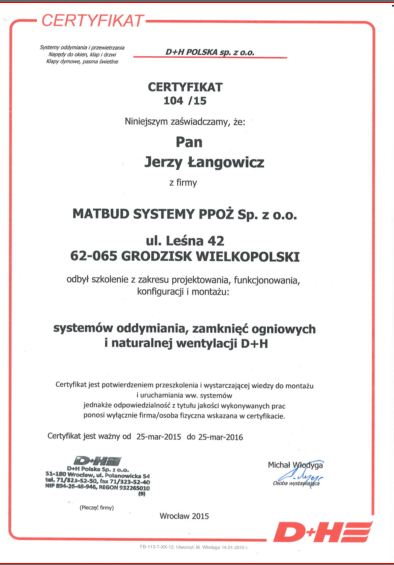 CERTYFIKAT
Systemy oddymiania i przewietrzania
Napędy do okien, klap i drzwi
Klapy dymowe, pasma świetlne
D+H POLSKA sp. z o.o.
CERTYFIKAT
104 /15
Niniejszym zaświadczamy, że:
Pan
Jerzy Łangowicz
z firmy
MATBUD SYSTEMY PPOŻ Sp. z o.o.
ul. Leśna 42
62-065 GRODZISK WIELKOPOLSKI
odbył szkolenie z zakresu projektowania, funkcjonowania,
konfiguracji i montażu:
systemów oddymiania, zamknięć ogniowych
i naturalnej wentylacji D+H
Certyfikat jest potwierdzeniem przeszkolenia i wystarczającej wiedzy do montażu
i uruchamiania ww. systemów
jednakże odpowiedzialność z tytułu jakości wykonywanych prac
ponosi wyłącznie firma/osoba fizyczna wskazana w certyfikacie.
Certyfikat jest ważny od 25-mar-2015 do 25-mar-2016
D+H
D+H Polska Sp. z o.o.
51-180 Wrocław, ul. Polanowicka 54
tel. 71/323-52-50, fax 71/323-52-40
NIP 894-25-48-946, REGON 932265010
(9)
(Pieczęć firmy)
Michał Włodyga
Osoba wystawiająca
Wrocław 2015
D+H